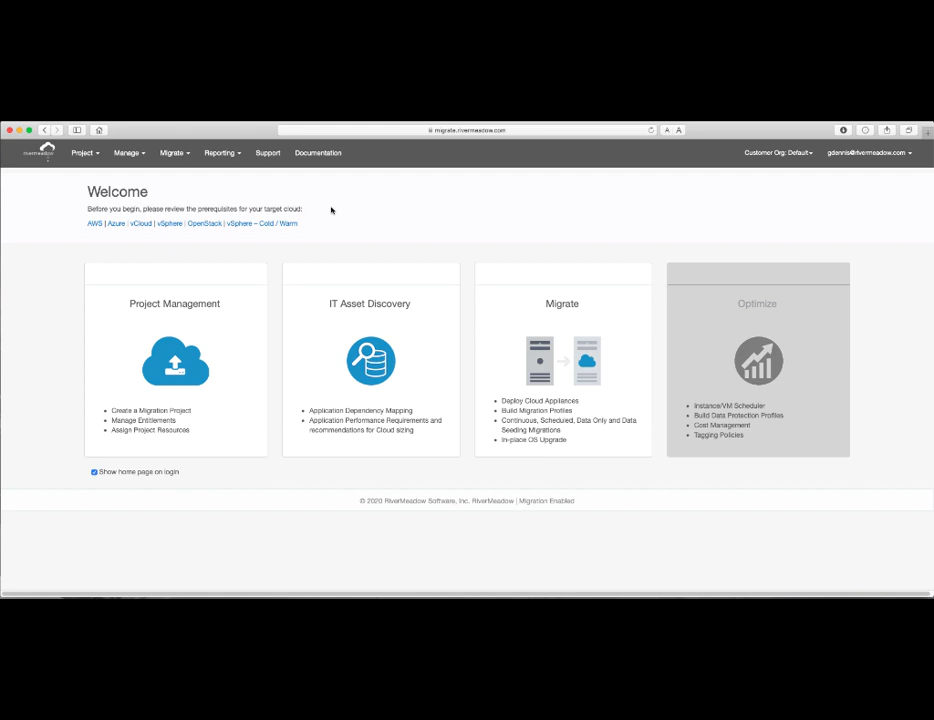 migrate.rivermeadow.com
A A
rivermeadow
Project
Manage
Migrate
Reporting
Support
Documentation
Customer Org: Default
gdennis@rivermeadow.com
Welcome
Before you begin, please review the prerequisites for your target cloud:
AWS | Azure | vCloud | vSphere | OpenStack | vSphere – Cold / Warm
Project Management
Create a Migration Project
Manage Entitlements
Assign Project Resources
IT Asset Discovery
Application Dependency Mapping
Application Performance Requirements and
recommendations for Cloud sizing
Migrate
Deploy Cloud Appliances
Build Migration Profiles
Continuous, Scheduled, Data Only and Data
Seeding Migrations
In-place OS Upgrade
Optimize
Instance/VM Scheduler
Build Data Protection Profiles
Cost Management
Tagging Policies
Show home page on login
© 2020 RiverMeadow Software, Inc. RiverMeadow | Migration Enabled